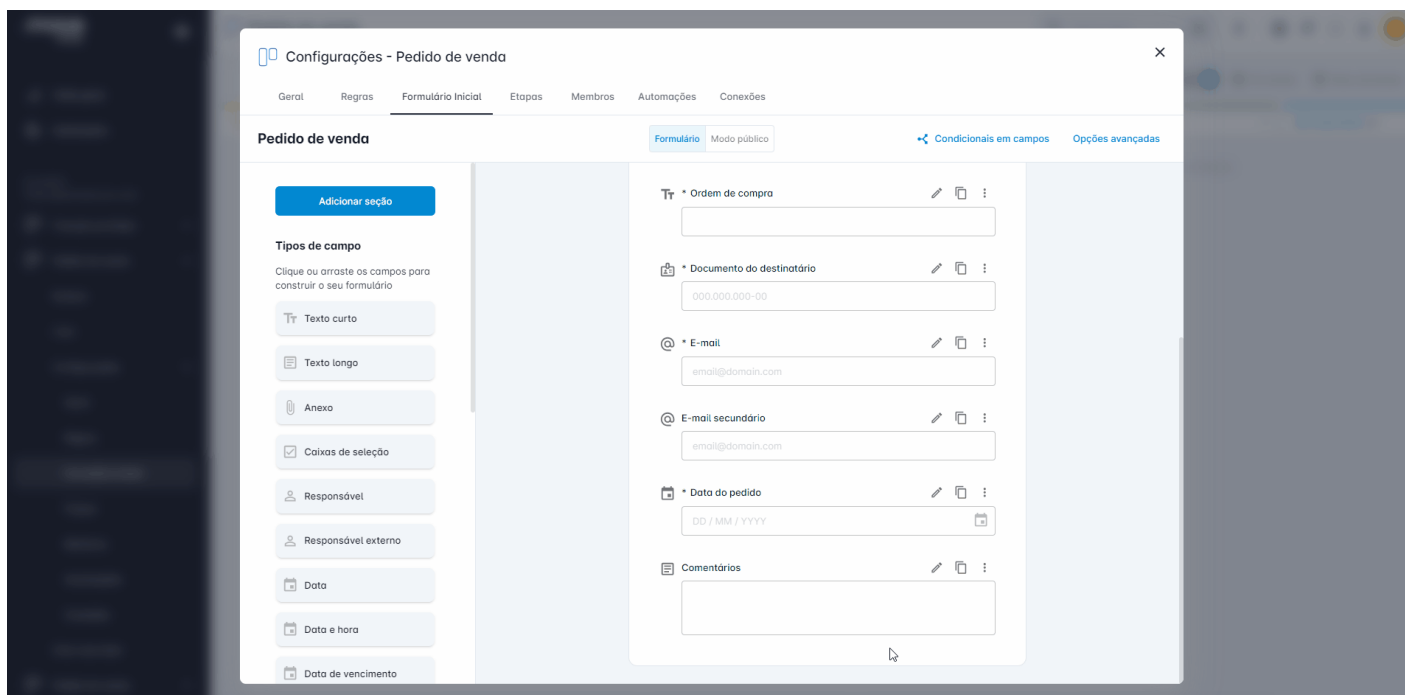 Configurações - Pedido de venda
Geral Regras Formulário Inicial Etapas Membros Automações Conexões
Pedido de venda
Formulário Modo público
Condicionais em campos Opções avançadas
Adicionar seção
Tipos de campo
Clique ou arraste os campos para
construir o seu formulário
Texto curto
Texto longo
Anexo
Caixas de seleção
Responsável
Responsável externo
Data
Data e hora
Data de vencimento
* Ordem de compra
* Documento do destinatário
000.000.000-00
* E-mail
email@domain.com
E-mail secundário
email@domain.com
* Data do pedido
DD / MM / YYYY
Comentários